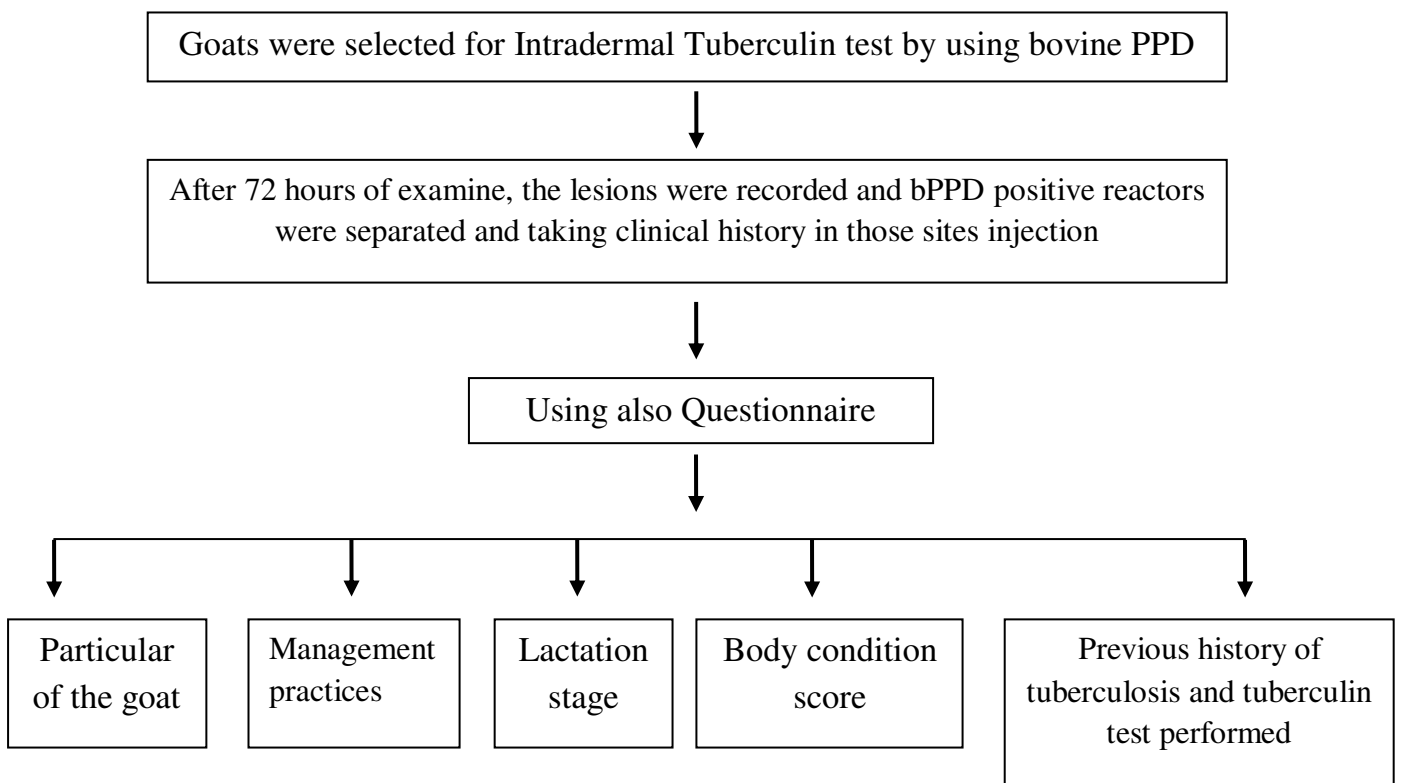 Goats were selected for Intradermal Tuberculin test by using bovine PPD
After 72 hours of examine, the lesions were recorded and bPPD positive reactors
were separated and taking clinical history in those sites injection
Using also Questionnaire
Particular
of the goat
Management
practices
Lactation
stage
Body condition
score
Previous history of
tuberculosis and tuberculin
test performed